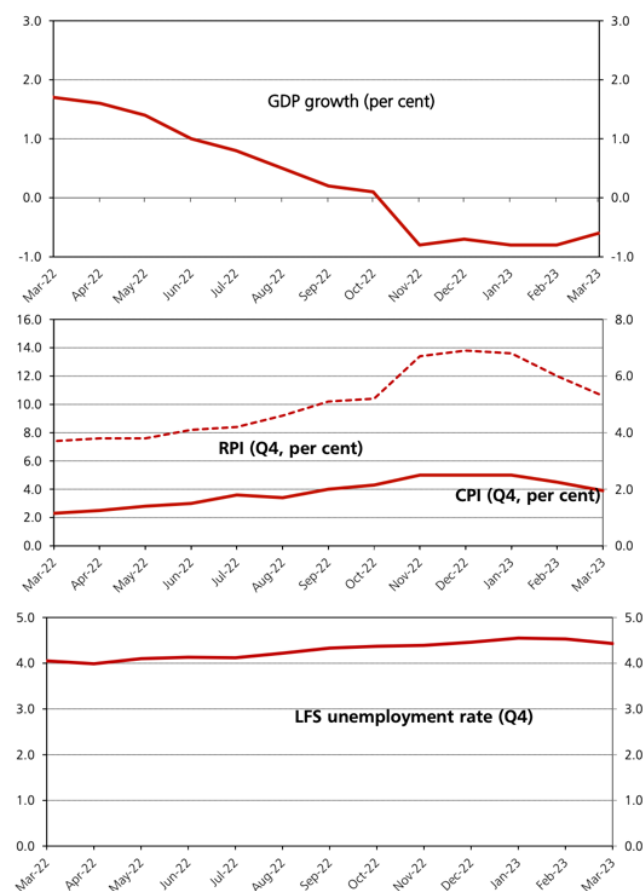 3.0 3.0
2.0 2.0
GDP growth (per cent)
1.0 1.0
0.0 0.0
-1.0 -1.0
Mar-22 Apr-22 May-22 Jun-22 Jul-22 Aug-22 Sep-22 Oct-22 Nov-22 Dec-22 Jan-23 Feb-23 Mar-23
16.0 8.0
14.0
12.0 6.0
10.0
8.0 4.0
RPI (Q4, per cent)
6.0
CPI (Q4, per cent)
4.0 2.0
2.0
0.0 0.0
Mar-22 Apr-22 May-22 Jun-22 Jul-22 Aug-22 Sep-22 Oct-22 Nov-22 Dec-22 Jan-23 Feb-23 Mar-23
5.0 5.0
4.0 4.0
3.0 3.0
LFS unemployment rate (Q4)
2.0 2.0
1.0 1.0
0.0 0.0
Mar-22 Apr-22 May-22 Jun-22 Jul-22 Aug-22 Sep-22 Oct-22 Nov-22 Dec-22 Jan-23 Feb-23 Mar-23